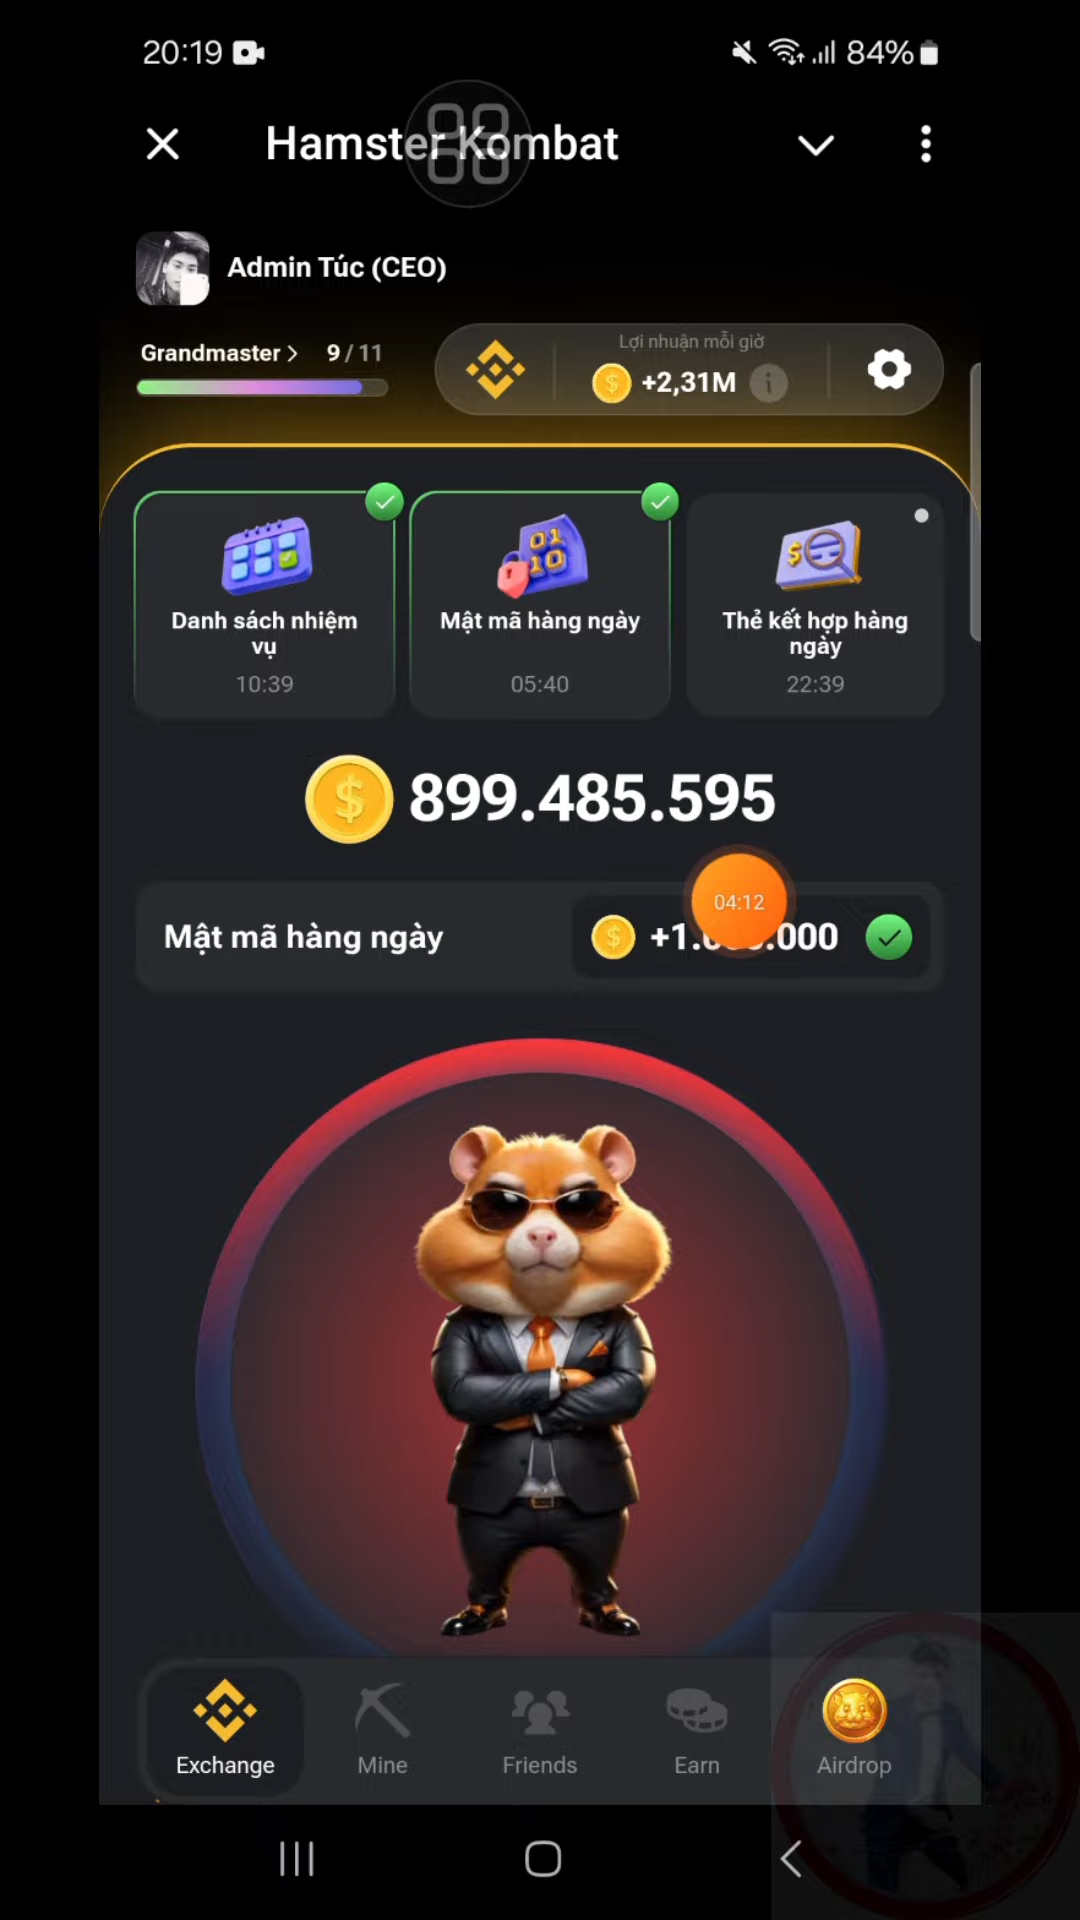 20:19 84%
Hamster Kombat
Admin Túc (CEO)
Grandmaster > 9 / 11
Lợi nhuận mỗi giờ
+2,31M
Danh sách nhiệm
vụ
10:39
Mật mã hàng ngày
05:40
Thẻ kết hợp hàng
ngày
22:39
899.485.595
04:12
Mật mã hàng ngày
Exchange
Mine
Friends
Earn
Airdrop